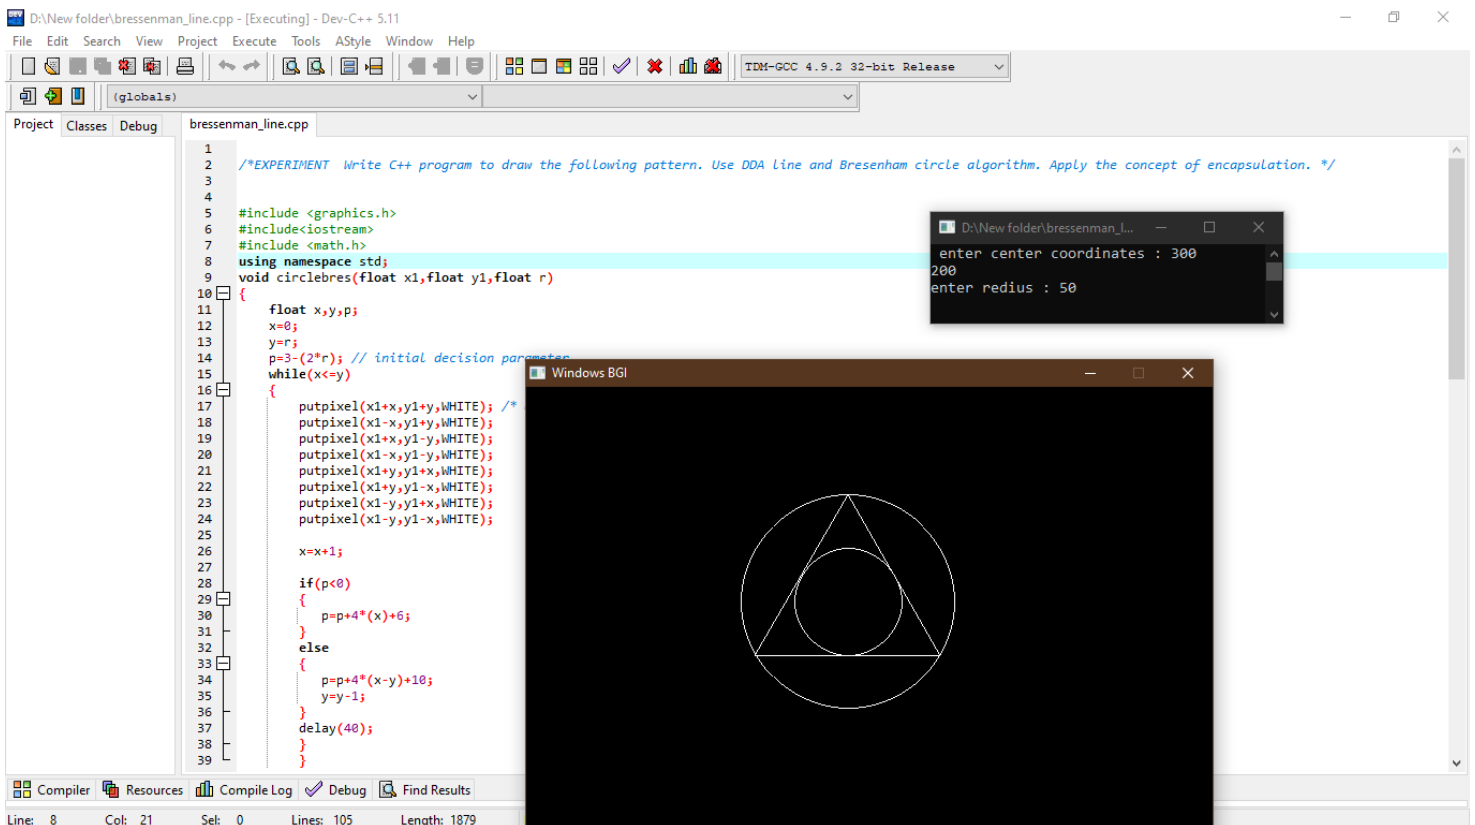 D:\New folder\bressenman_line.cpp - [Executing] - Dev-C++ 5.11
File Edit Search View Project Execute Tools AStyle Window Help
TDM-GCC 4.9.2 32-bit Release
(globals)
Project Classes Debug bressenman_line.cpp
1
2 /*EXPERIMENT  Write C++ program to draw the following pattern. Use DDA line and Bresenham circle algorithm. Apply the concept of encapsulation. */
3
4
5 #include <graphics.h>
6 #include<iostream>
7 #include <math.h>
8 using namespace std;
9 void circlebres(float x1,float y1,float r)
10 {
11 float x,y,p;
12 x=0;
13 y=r;
14 p=3-(2*r); // initial decision parameter
15 while(x<=y)
16 {
17 putpixel(x1+x,y1+y,WHITE); /*
18 putpixel(x1-x,y1+y,WHITE);
19 putpixel(x1+x,y1-y,WHITE);
20 putpixel(x1-x,y1-y,WHITE);
21 putpixel(x1+y,y1+x,WHITE);
22 putpixel(x1+y,y1-x,WHITE);
23 putpixel(x1-y,y1+x,WHITE);
24 putpixel(x1-y,y1-x,WHITE);
25
26 x=x+1;
27
28 if(p<0)
29 {
30 p=p+4*(x)+6;
31 }
32 else
33 {
34 p=p+4*(x-y)+10;
35 y=y-1;
36 }
37 delay(40);
38 }
39 }
D:\New folder\bressenman_l...
enter center coordinates : 300
200
enter redius : 50
Windows BGI
Compiler Resources Compile Log Debug Find Results
Line: 8 Col: 21 Sel: 0 Lines: 105 Length: 1879